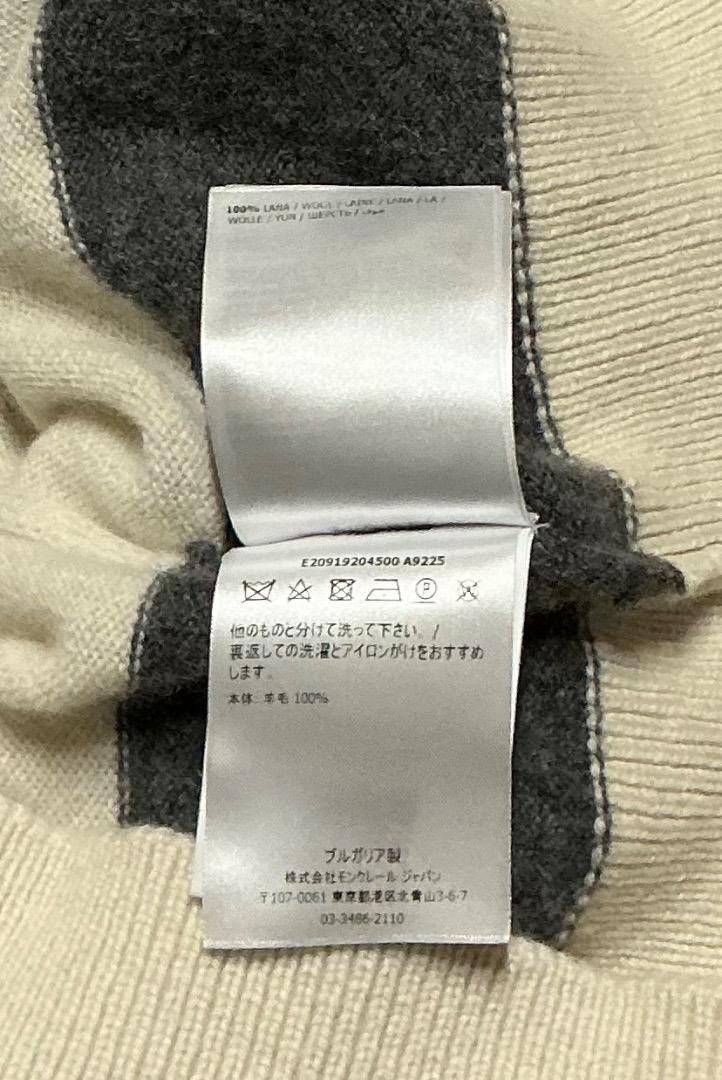 100% LANA / WOOL / LAINE / LANA / LÃ /
WOLLE / YÜN / ШЕРСТЬ / صوف
E20919204500 A9225
P
他のものと分けて洗って下さい。/
裏返しての洗濯とアイロンがけをおすすめ
します。
本体: 羊毛 100%
ブルガリア製
株式会社モンクレール ジャパン
〒107-0061 東京都港区北青山3-6-7
03-3486-2110